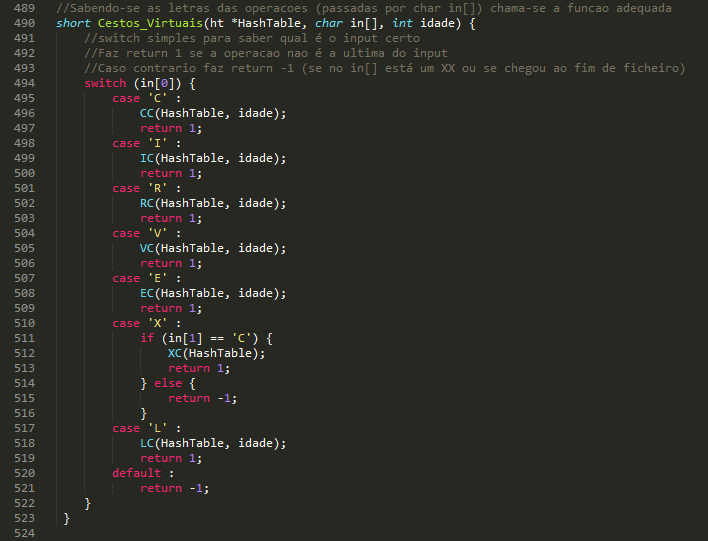 489 //Sabendo-se as letras das operacoes (passadas por char in[]) chama-se a funcao adequada
490 short Cestos_Virtuais(ht *HashTable, char in[], int idade) {
491     //switch simples para saber qual é o input certo
492     //Faz return 1 se a operacao nao é a ultima do input
493     //Caso contrario faz return -1 (se no in[] está um XX ou se chegou ao fim de ficheiro)
494     switch (in[0]) {
495         case 'C' :
496             CC(HashTable, idade);
497             return 1;
498         case 'I' :
499             IC(HashTable, idade);
500             return 1;
501         case 'R' :
502             RC(HashTable, idade);
503             return 1;
504         case 'V' :
505             VC(HashTable, idade);
506             return 1;
507         case 'E' :
508             EC(HashTable, idade);
509             return 1;
510         case 'X' :
511             if (in[1] == 'C') {
512                 XC(HashTable);
513                 return 1;
514             } else {
515                 return -1;
516             }
517         case 'L' :
518             LC(HashTable, idade);
519             return 1;
520         default :
521             return -1;
522     }
523  }
524